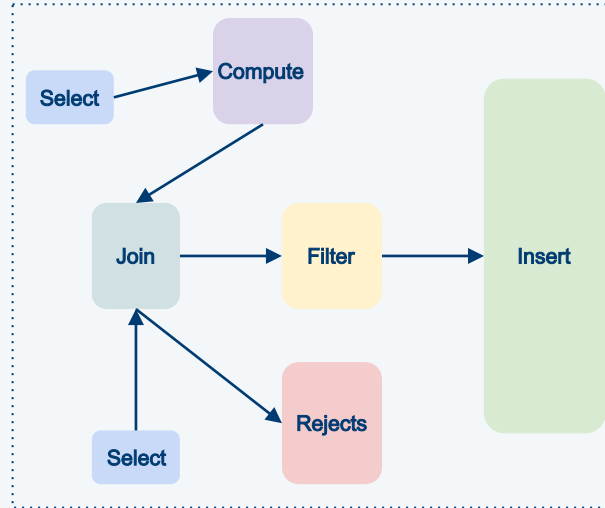 Compute
Select
Join
Filter
Insert
Rejects
Select